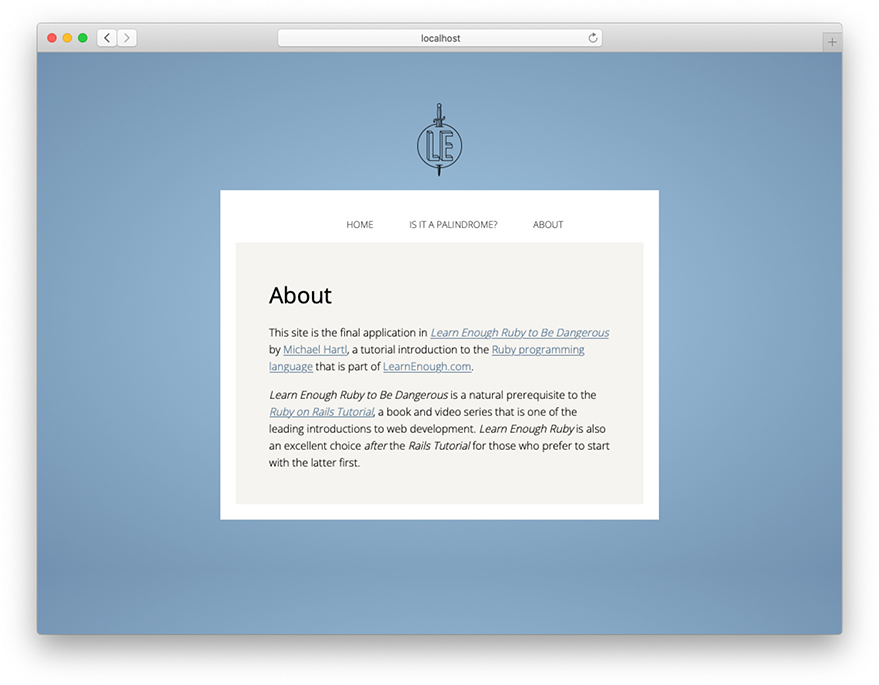 localhost
LE
HOME IS IT A PALINDROME? ABOUT
About
This site is the final application in Learn Enough Ruby to Be Dangerous
by Michael Hartl, a tutorial introduction to the Ruby programming
language that is part of LearnEnough.com.
Learn Enough Ruby to Be Dangerous is a natural prerequisite to the
Ruby on Rails Tutorial, a book and video series that is one of the
leading introductions to web development. Learn Enough Ruby is also
an excellent choice after the Rails Tutorial for those who prefer to start
with the latter first.